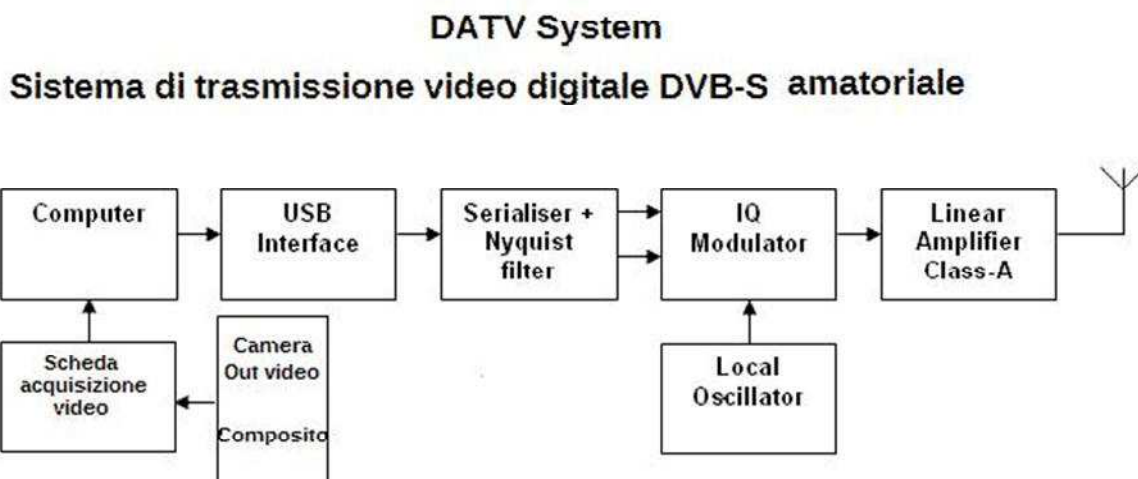 DATV System
Sistema di trasmissione video digitale DVB-S amatoriale
Computer
USB
Interface
Serialiser +
Nyquist
filter
IQ
Modulator
Linear
Amplifier
Class-A
Scheda
acquisizione
video
Camera
Out video
Composito
Local
Oscillator